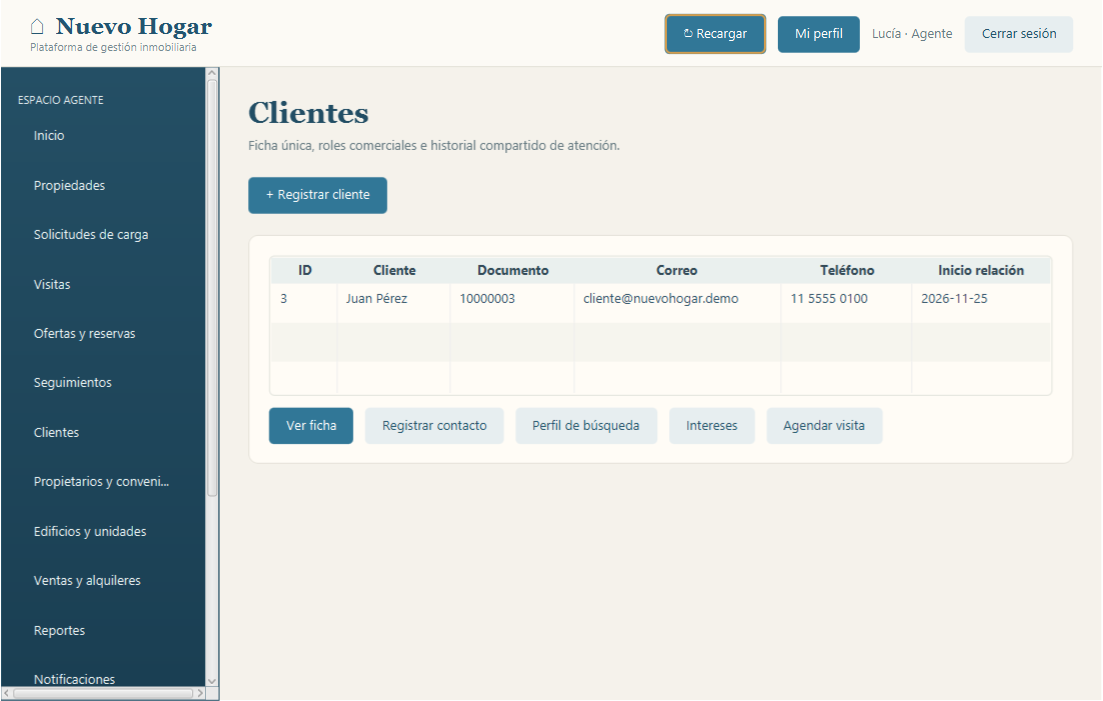 Nuevo Hogar
Plataforma de gestión inmobiliaria
Recargar
Mi perfil
Lucía · Agente
Cerrar sesión
ESPACIO AGENTE
Inicio
Propiedades
Solicitudes de carga
Visitas
Ofertas y reservas
Seguimientos
Clientes
Propietarios y conveni...
Edificios y unidades
Ventas y alquileres
Reportes
Notificaciones
Clientes
Ficha única, roles comerciales e historial compartido de atención.
+ Registrar cliente
ID Cliente Documento Correo Teléfono Inicio relación
3 Juan Pérez 10000003 cliente@nuevohogar.demo 11 5555 0100 2026-11-25
Ver ficha Registrar contacto Perfil de búsqueda Intereses Agendar visita